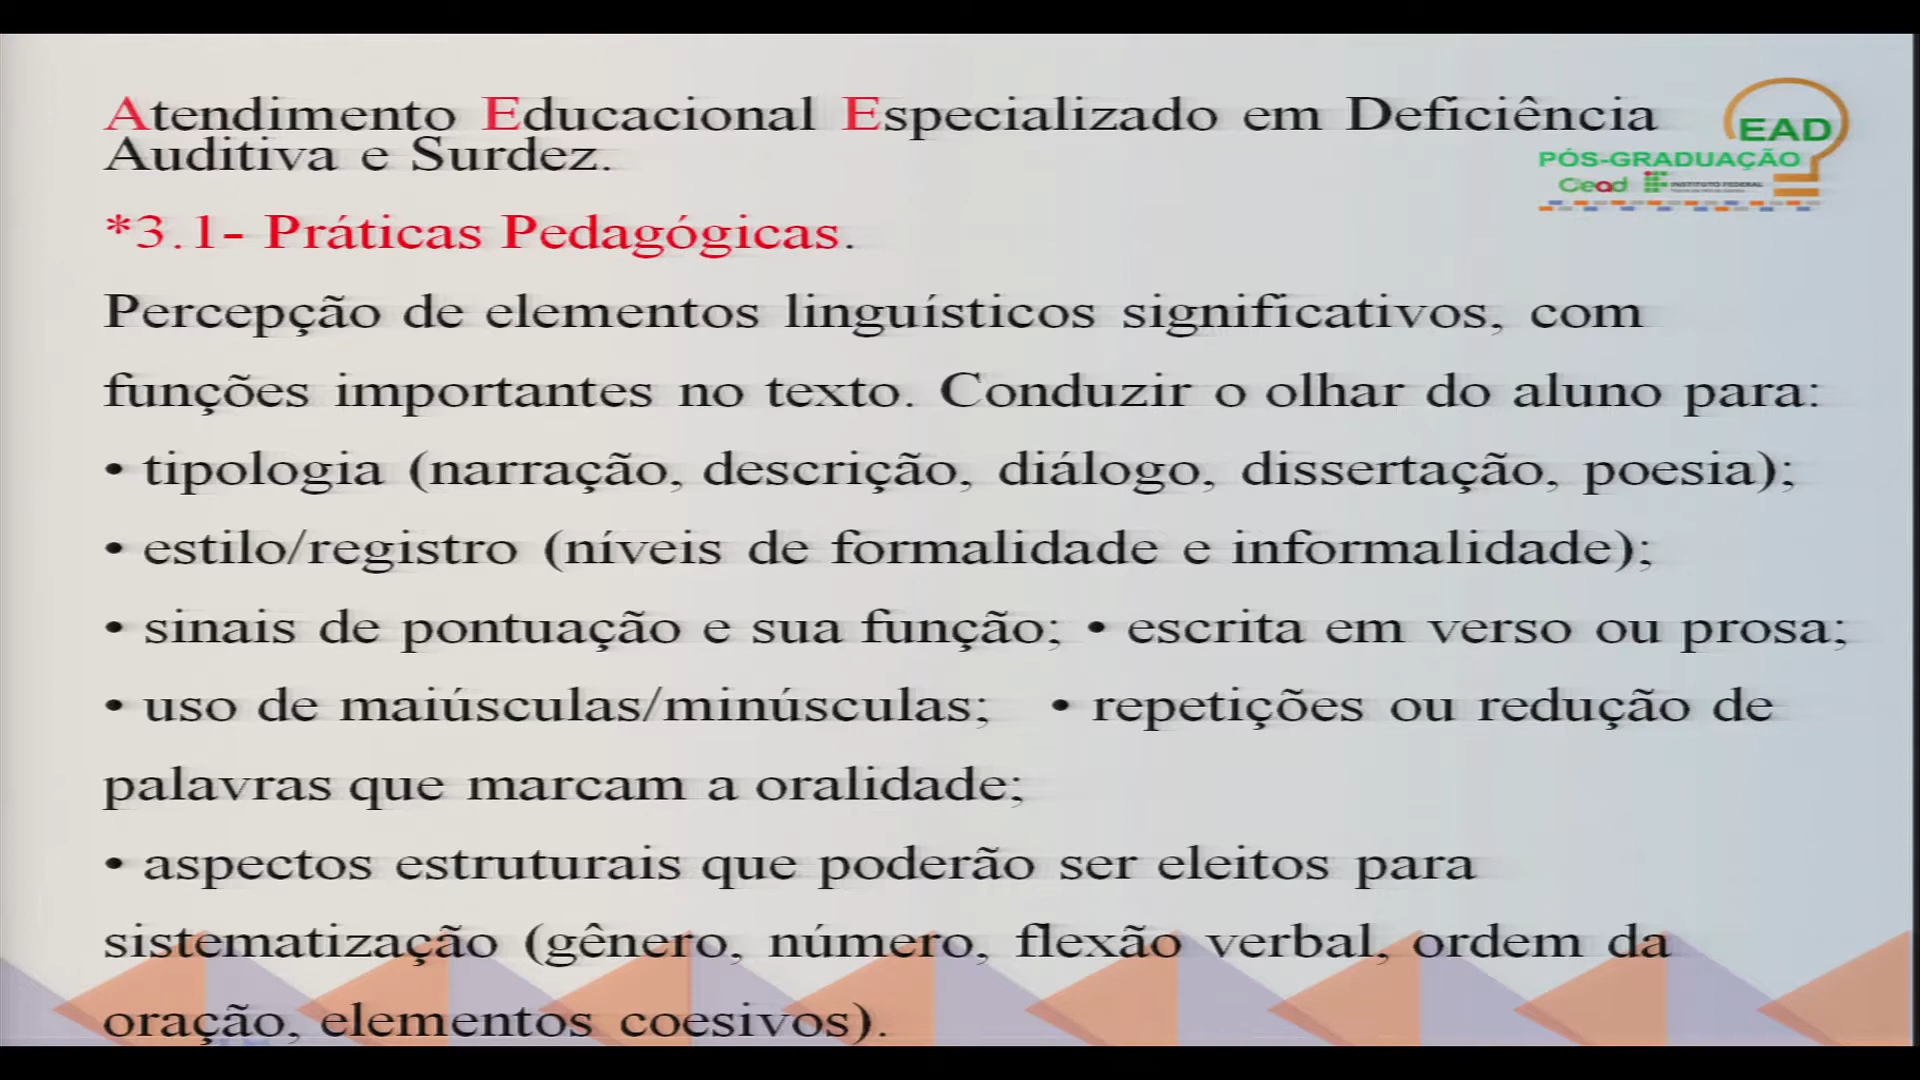 Atendimento Educacional Especializado em Deficiência
Auditiva e Surdez.
EAD
PÓS-GRADUAÇÃO
Cead
INSTITUTO FEDERAL
*3.1- Práticas Pedagógicas.
Percepção de elementos linguísticos significativos, com
funções importantes no texto. Conduzir o olhar do aluno para:
• tipologia (narração, descrição, diálogo, dissertação, poesia);
• estilo/registro (níveis de formalidade e informalidade);
• sinais de pontuação e sua função; • escrita em verso ou prosa;
• uso de maiúsculas/minúsculas; • repetições ou redução de
palavras que marcam a oralidade;
• aspectos estruturais que poderão ser eleitos para
sistematização (gênero, número, flexão verbal, ordem da
oração, elementos coesivos).